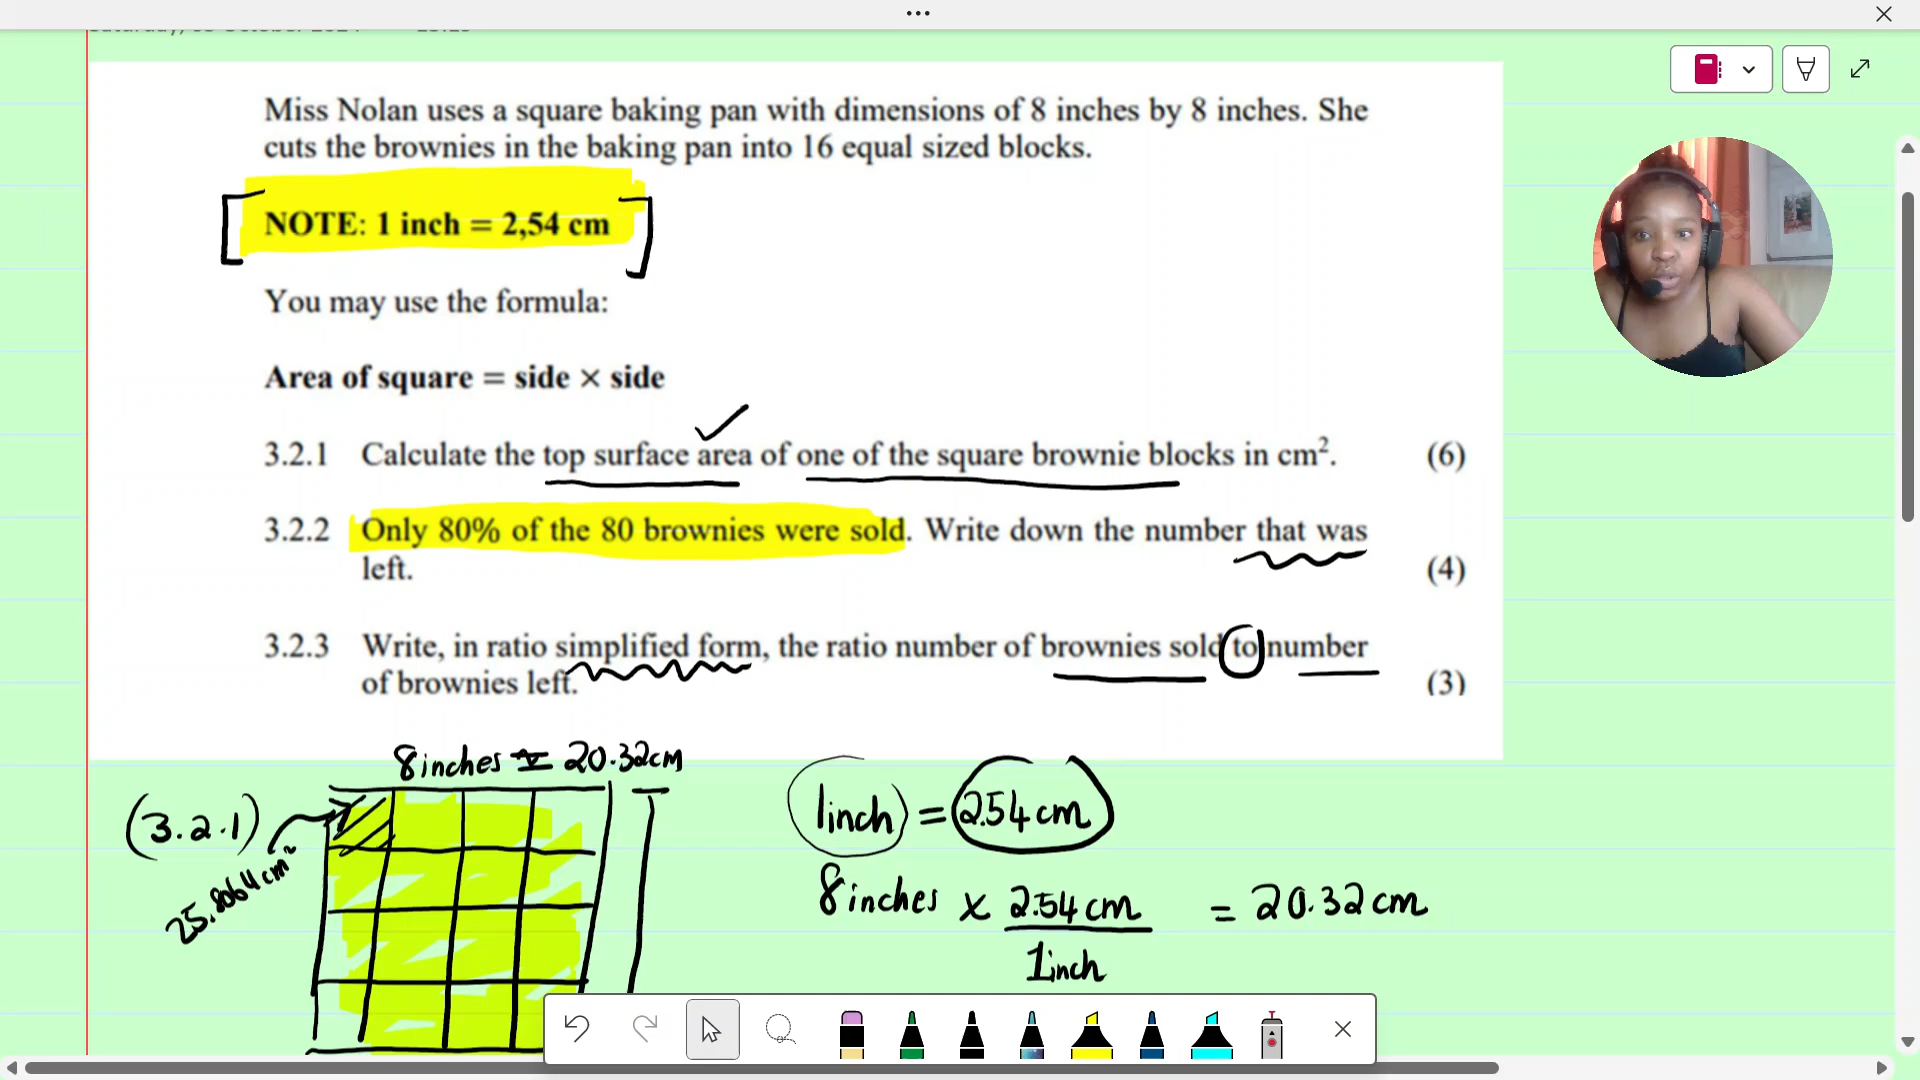 Miss Nolan uses a square baking pan with dimensions of 8 inches by 8 inches. She
cuts the brownies in the baking pan into 16 equal sized blocks.
NOTE: 1 inch = 2,54 cm
You may use the formula:
Area of square = side × side
3.2.1 Calculate the top surface area of one of the square brownie blocks in cm². (6)
3.2.2 Only 80% of the 80 brownies were sold. Write down the number that was
left. (4)
3.2.3 Write, in ratio simplified form, the ratio number of brownies sold to number
of brownies left. (3)
8 inches ≈ 20.32cm
(3.2.1)
25.8064cm²
1inch = 2.54cm
8inches × 2.54cm = 20.32cm
1inch